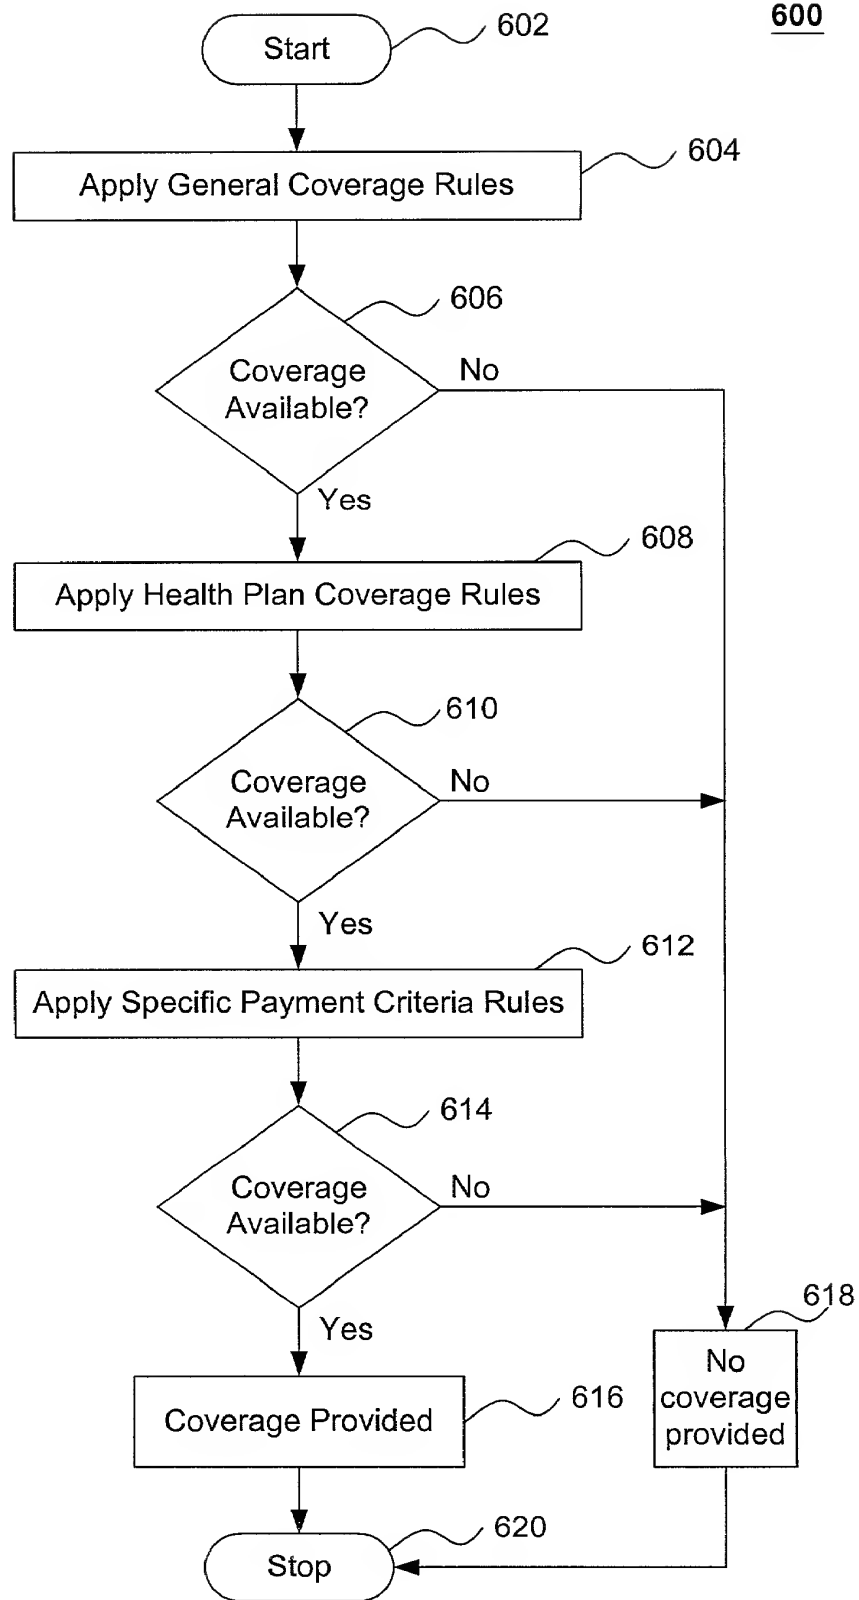 600
Start
602
Apply General Coverage Rules
604
606
Coverage
Available?
No
Yes
608
Apply Health Plan Coverage Rules
610
Coverage
Available?
No
Yes
612
Apply Specific Payment Criteria Rules
614
Coverage
Available?
No
Yes
616
Coverage Provided
618
No
coverage
provided
620
Stop